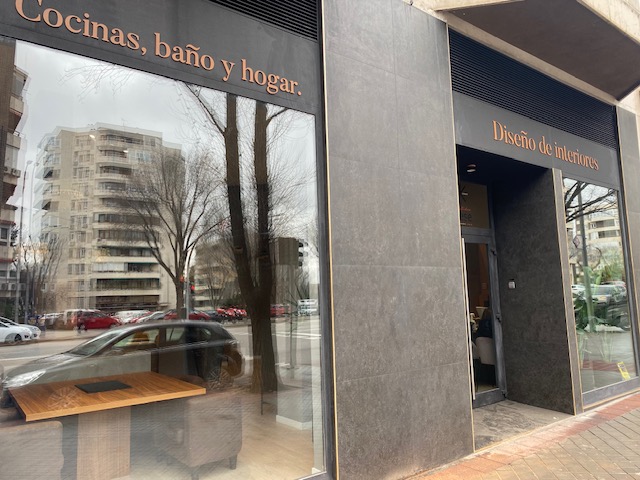 Cocinas, baño y hogar.
Diseño de interiores